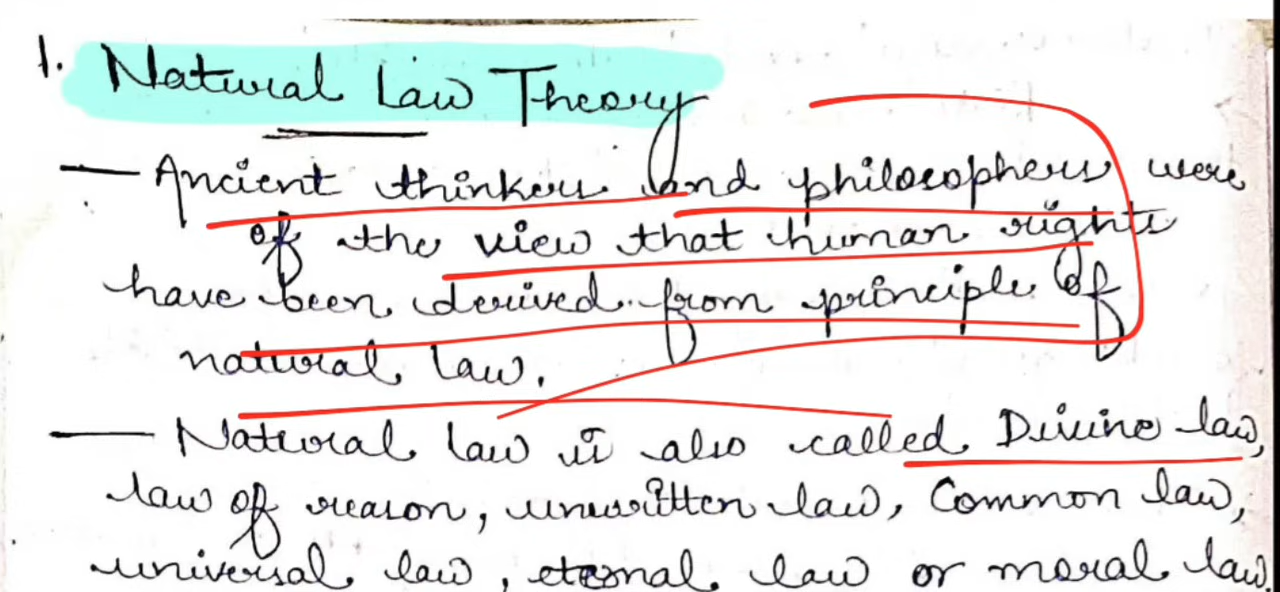 1. Natural Law Theory
— Ancient thinkers and philosophers were
of the view that human rights
have been derived from principle of
natural law.
— Natural law is also called Divine law,
law of reason, unwritten law, Common law,
universal law, eternal law or moral law.